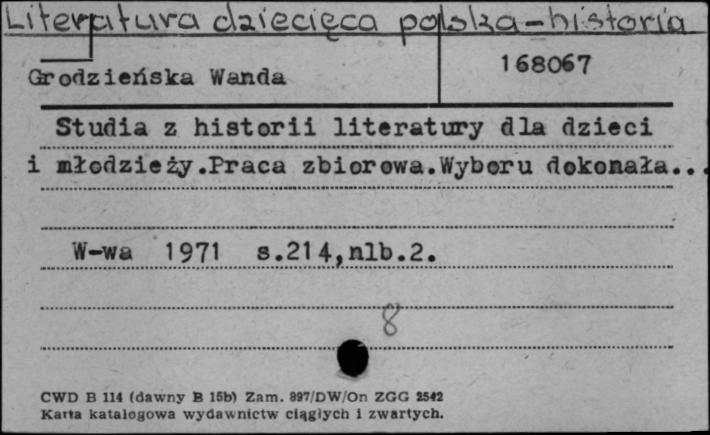 Literatura dziecięca polska - historia
Grodzieńska Wanda
168067
Studia z historii literatury dla dzieci
i młodzieży.Praca zbiorowa.Wyboru dokonała...
W-wa 1971 s.214,nlb.2.
8
CWD B 114 (dawny B 15b) Zam. 897/DW/On ZGG 2542
Karta katalogowa wydawnictw ciągłych i zwartych.